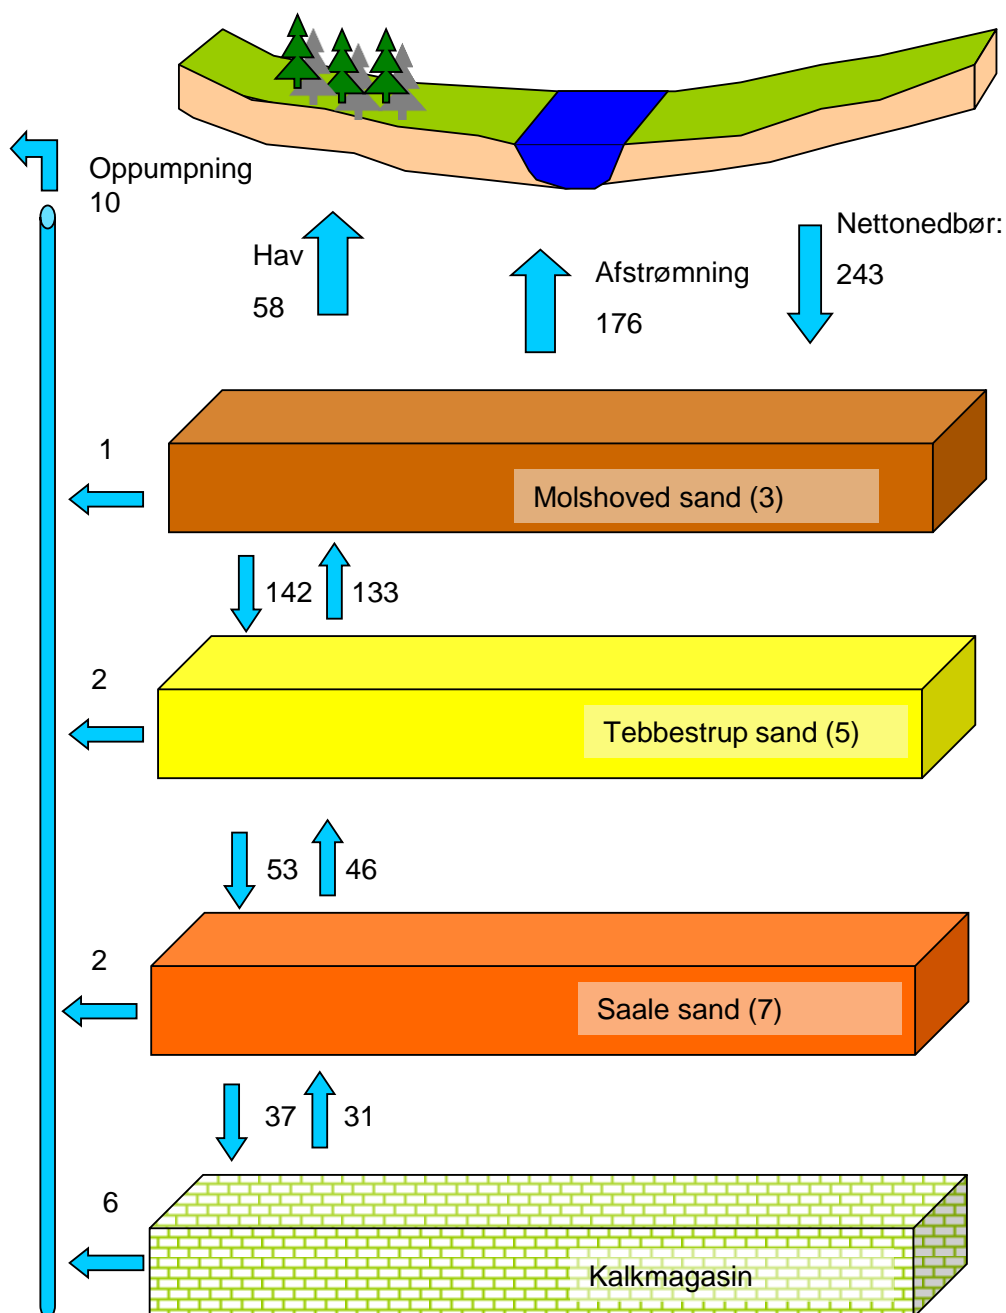 Oppumpning
10
Hav
58
Afstrømning
176
Nettonedbør:
243
1
Molshoved sand (3)
142
133
2
Tebbestrup sand (5)
53
46
2
Saale sand (7)
37
31
6
Kalkmagasin